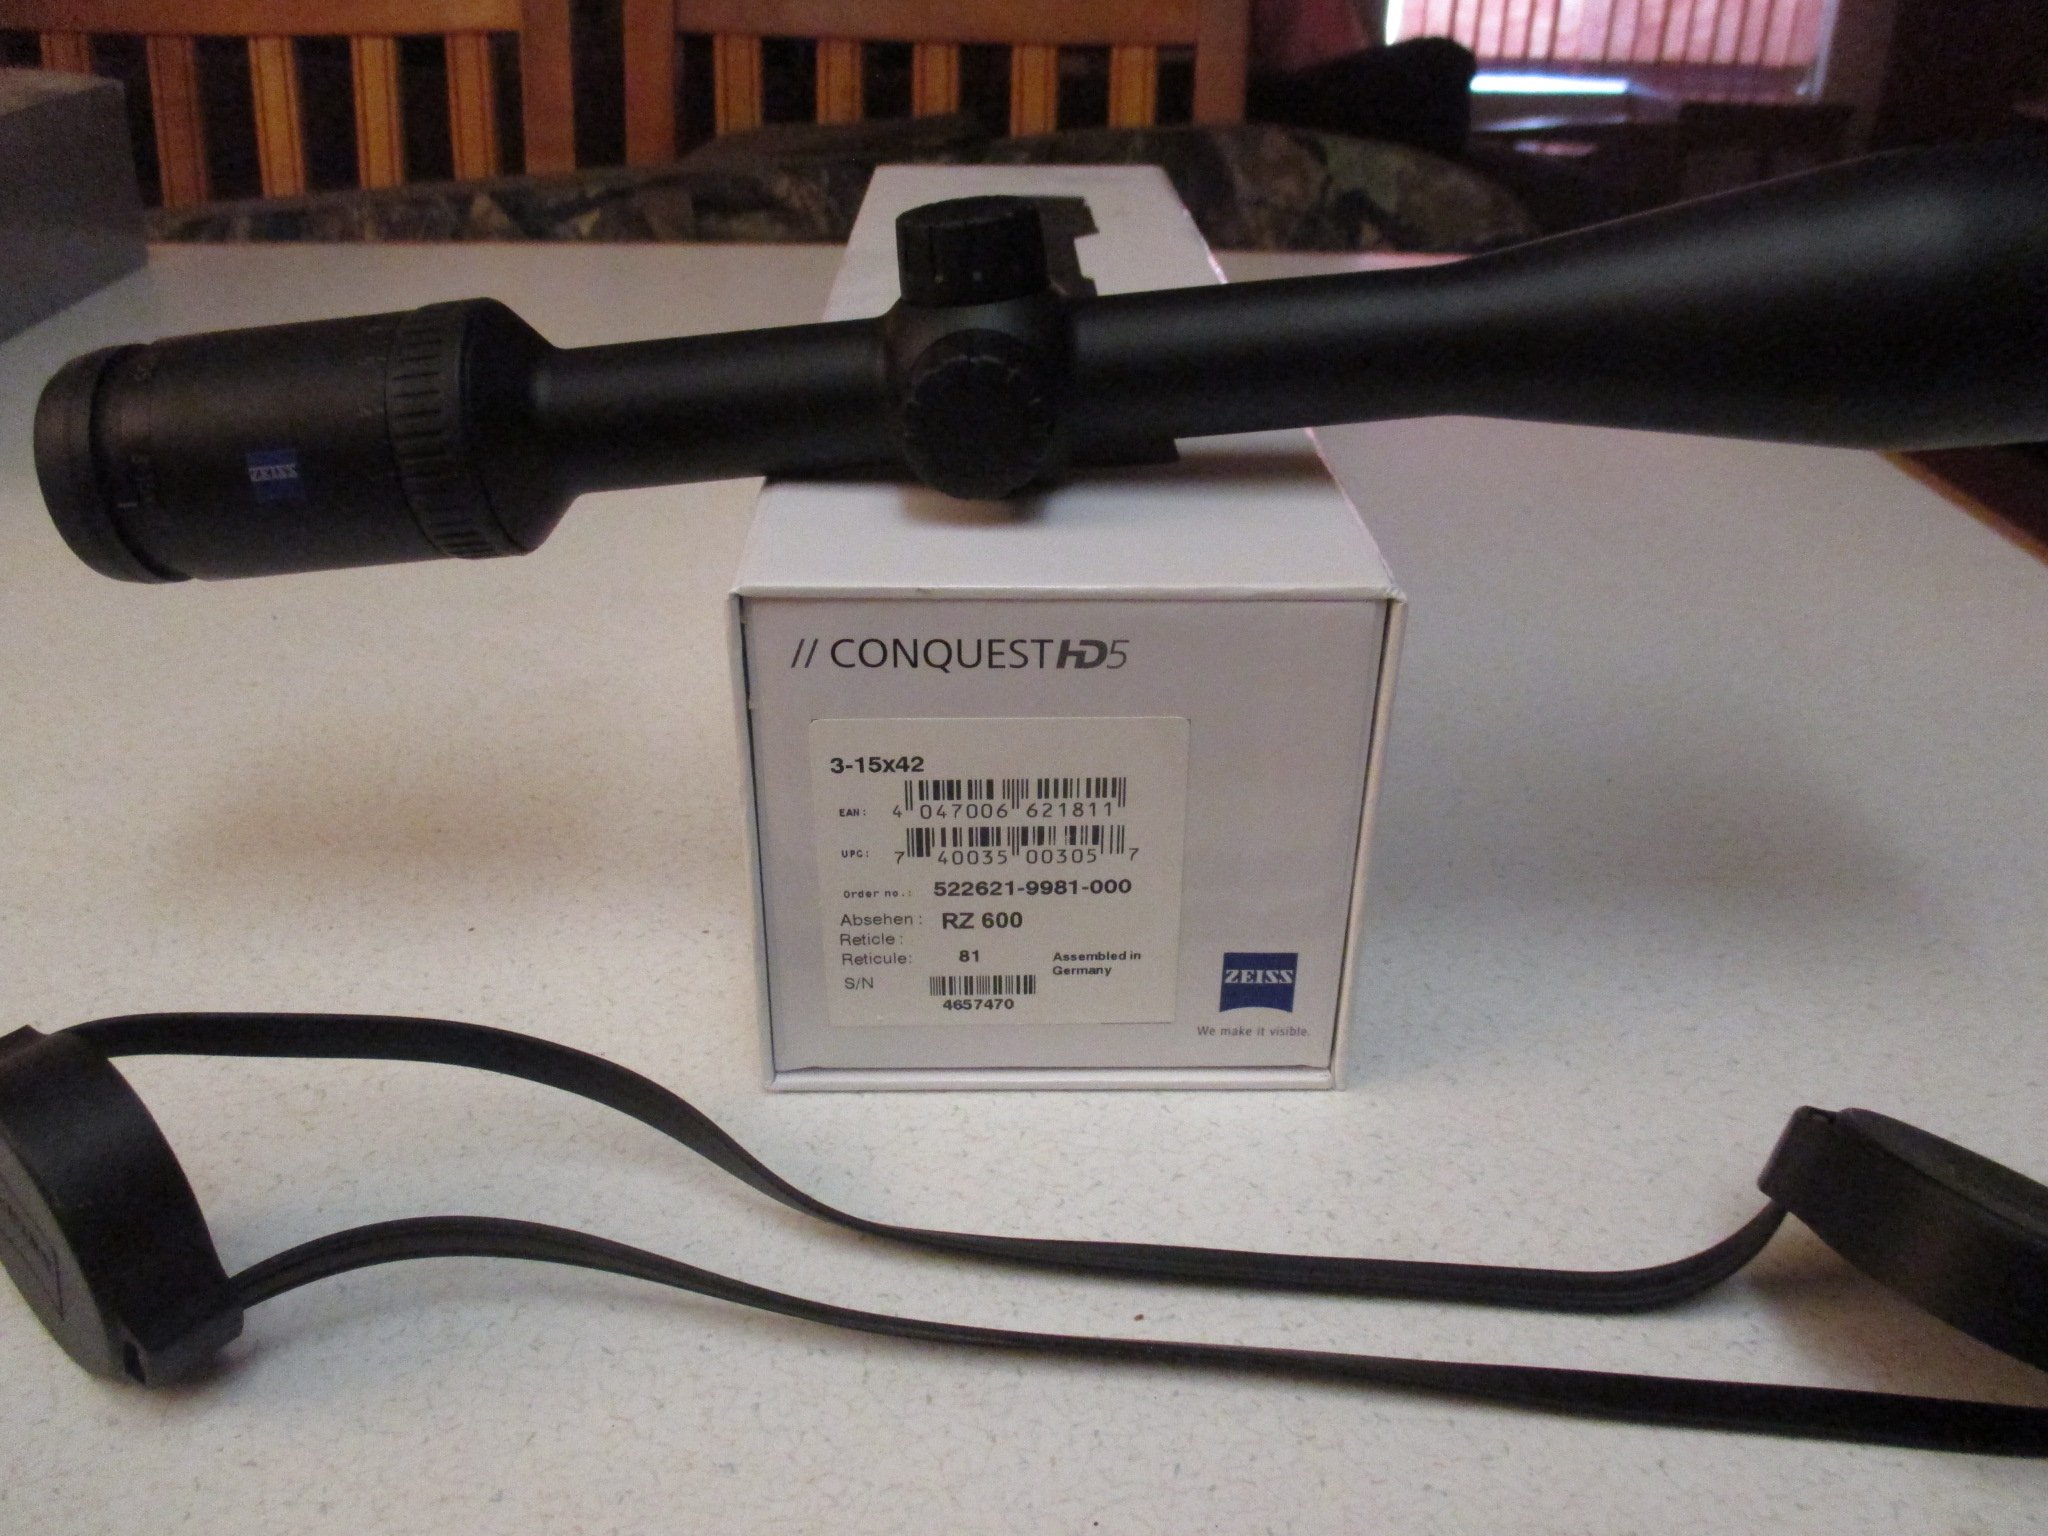 ZEISS
// CONQUEST HD5
3-15x42
EAN: 4 047006 621811
UPC: 7 40035 00305 7
Order no.: 522621-9981-000
Absehen: RZ 600
Reticle:
Reticule: 81
Assembled in
Germany
S/N
4657470
ZEISS
We make it visible.